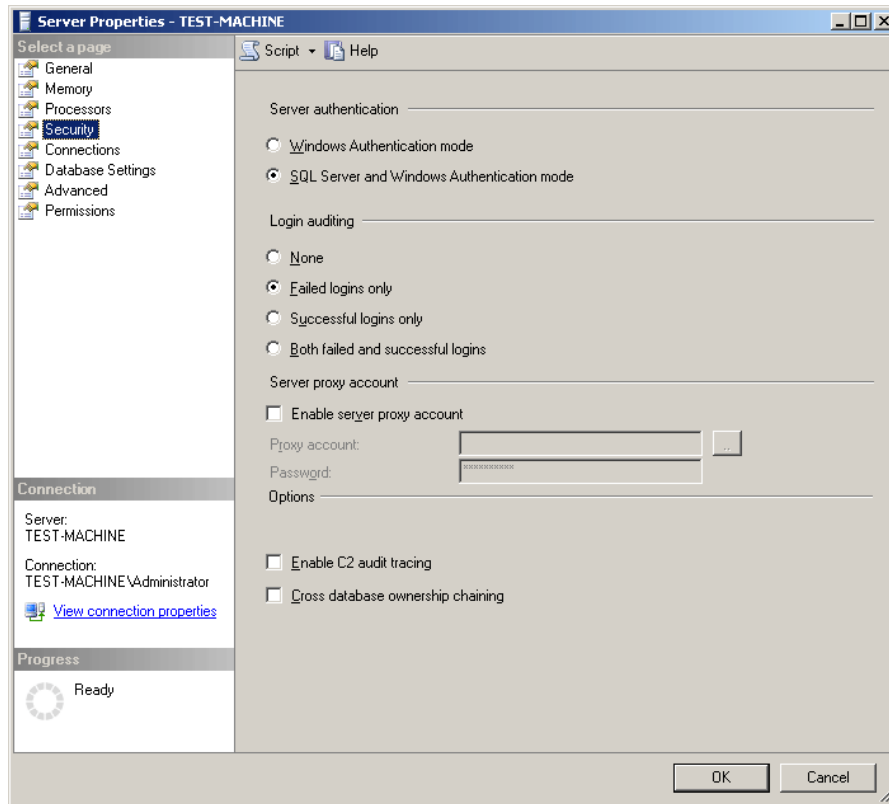 Server Properties - TEST-MACHINE
Select a page
General
Memory
Processors
Security
Connections
Database Settings
Advanced
Permissions
Script Help
Server authentication
Windows Authentication mode
SQL Server and Windows Authentication mode
Login auditing
None
Failed logins only
Successful logins only
Both failed and successful logins
Server proxy account
Enable server proxy account
Proxy account:
..
Password:
**********
Options
Enable C2 audit tracing
Cross database ownership chaining
Connection
Server:
TEST-MACHINE
Connection:
TEST-MACHINE\Administrator
View connection properties
Progress
Ready
OK Cancel